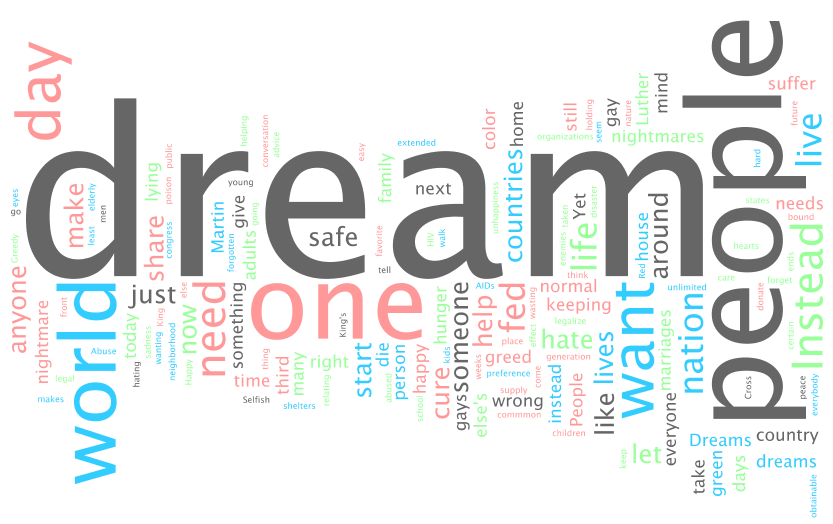 dream
people
one
world
day
want
Instead
need
life
fed
nation
live
hate
just
cure
share
make
countries
someone
help
start
let
lives
like
around
now
anyone
safe
something
give
lying
Martin
adults
family
next
color
home
still
gay
Luther
mind
nightmares
suffer
needs
house
Yet
normal
keeping
greed
wrong
People
instead
marriages
everyone
Dreams
country
dreams
green
days
take
nightmare
today
time
third
many
right
die
person
happy
gays
else's
hunger
eyes
go
Greedy
least
elderly
men
congress
poison
public
forgotten
going
young
helping
advice
conversation
easy
extended
favorite
tell
HIV
walk
unhappiness
organizations
holding
seem
nature
future
hard
bound
states
hearts
ends
care
forget
donate
unlimited
Red
think
enemies
taken
disaster
AIDs
wasting
effect
legalize
place
kids
weeks
preference
generation
come
supply
commmon
children
school
abused
relating
shelters
Selfish
thing
King's
King
else
sadness
wanting
neighborhood
Happy
hating
Abuse
front
legal
makes
keep
Cross
peace
certain
everybody
obtainable